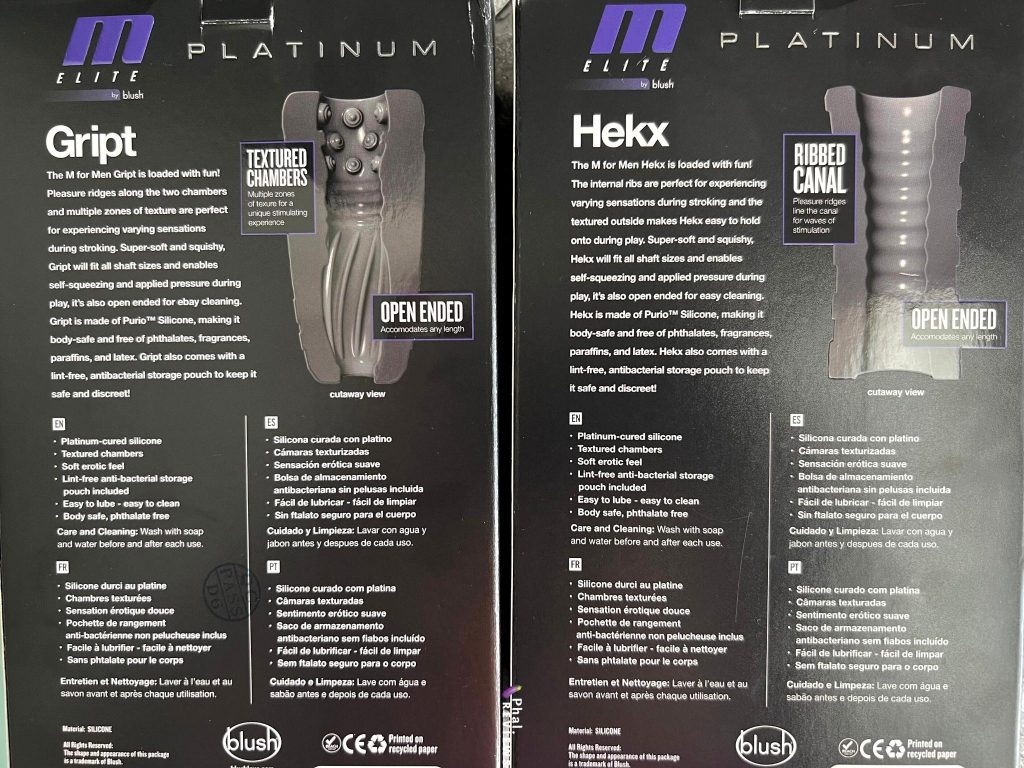 M
ELITE
by blush
PLATINUM
Gript
The M for Men Gript is loaded with fun!
Pleasure ridges along the two chambers
and multiple zones of texture are perfect
for experiencing varying sensations
during stroking. Super-soft and squishy,
Gript will fit all shaft sizes and enables
self-squeezing and applied pressure during
play, it's also open ended for ebay cleaning.
Gript is made of Purio™ Silicone, making it
body-safe and free of phthalates, fragrances,
paraffins, and latex. Gript also comes with a
lint-free, antibacterial storage pouch to keep it
safe and discreet!
TEXTURED
CHAMBERS
Multiple zones
of texure for a
unique stimulating
experience
OPEN ENDED
Accomodates any length
cutaway view
EN
· Platinum-cured silicone
· Textured chambers
· Soft erotic feel
· Lint-free anti-bacterial storage
pouch included
· Easy to lube - easy to clean
· Body safe, phthalate free
Care and Cleaning: Wash with soap
and water before and after each use.
ES
· Silicona curada con platino
· Cámaras texturizadas
· Sensación erótica suave
· Bolsa de almacenamiento
antibacteriana sin pelusas incluida
· Fácil de lubricar - fácil de limpiar
· Sin ftalato seguro para el cuerpo
Cuidado y Limpieza: Lavar con agua y
jabon antes y despues de cada uso.
FR
· Silicone durci au platine
· Chambres texturées
· Sensation érotique douce
· Pochette de rangement
anti-bactérienne non pelucheuse inclus
· Facile à lubrifier - facile à nettoyer
· Sans phtalate pour le corps
Entretien et Nettoyage: Laver à l'eau et au
savon avant et après chaque utilisation.
PASS
PT
· Silicone curado com platina
· Câmaras texturadas
· Sentimento erótico suave
· Saco de armazenamento
antibacteriano sem fiabos incluído
· Fácil de lubrificar - fácil de limpar
· Sem ftalato seguro para o corpo
Cuidado e Limpieza: Lave com água e
sabão antes e depois de cada uso.
Material: SILICONE
All Rights Reserved:
The shape and appearance of this package
is a trademark of Blush.
blush
REACH
CE
Printed on
recycled paper
M
ELITE
by blush
PLATINUM
Hekx
The M for Men Hekx is loaded with fun!
The internal ribs are perfect for experiencing
varying sensations during stroking and the
textured outside makes Hekx easy to hold
onto during play. Super-soft and squishy,
Hekx will fit all shaft sizes and enables
self-squeezing and applied pressure during
play, it's also open ended for easy cleaning.
Hekx is made of Purio™ Silicone, making it
body-safe and free of phthalates, fragrances,
paraffins, and latex. Hekx also comes with a
lint-free, antibacterial storage pouch to keep
it safe and discreet!
RIBBED
CANAL
Pleasure ridges
line the canal
for waves of
stimulation
OPEN ENDED
Accomodates any length
cutaway view
EN
· Platinum-cured silicone
· Textured chambers
· Soft erotic feel
· Lint-free anti-bacterial storage
pouch included
· Easy to lube - easy to clean
· Body safe, phthalate free
Care and Cleaning: Wash with soap
and water before and after each use.
ES
· Silicona curada con platino
· Cámaras texturizadas
· Sensación erótica suave
· Bolsa de almacenamiento
antibacteriana sin pelusas incluida
· Fácil de lubricar - fácil de limpiar
· Sin ftalato seguro para el cuerpo
Cuidado y Limpieza: Lavar con agua y
jabon antes y despues de cada uso.
FR
· Silicone durci au platine
· Chambres texturées
· Sensation érotique douce
· Pochette de rangement
anti-bactérienne non pelucheuse inclus
· Facile à lubrifier - facile à nettoyer
· Sans phtalate pour le corps
Entretien et Nettoyage: Laver à l'eau et au
savon avant et après chaque utilisation.
PT
· Silicone curado com platina
· Câmaras texturadas
· Sentimento erótico suave
· Saco de armazenamento
antibacteriano sem fiabos incluído
· Fácil de lubrificar - fácil de limpar
· Sem ftalato seguro para o corpo
Cuidado e Limpieza: Lave com água e
sabão antes e depois de cada uso.
Material: SILICONE
All Rights Reserved:
The shape and appearance of this package
is a trademark of Blush.
blush
REACH
CE
Printed on
recycled paper